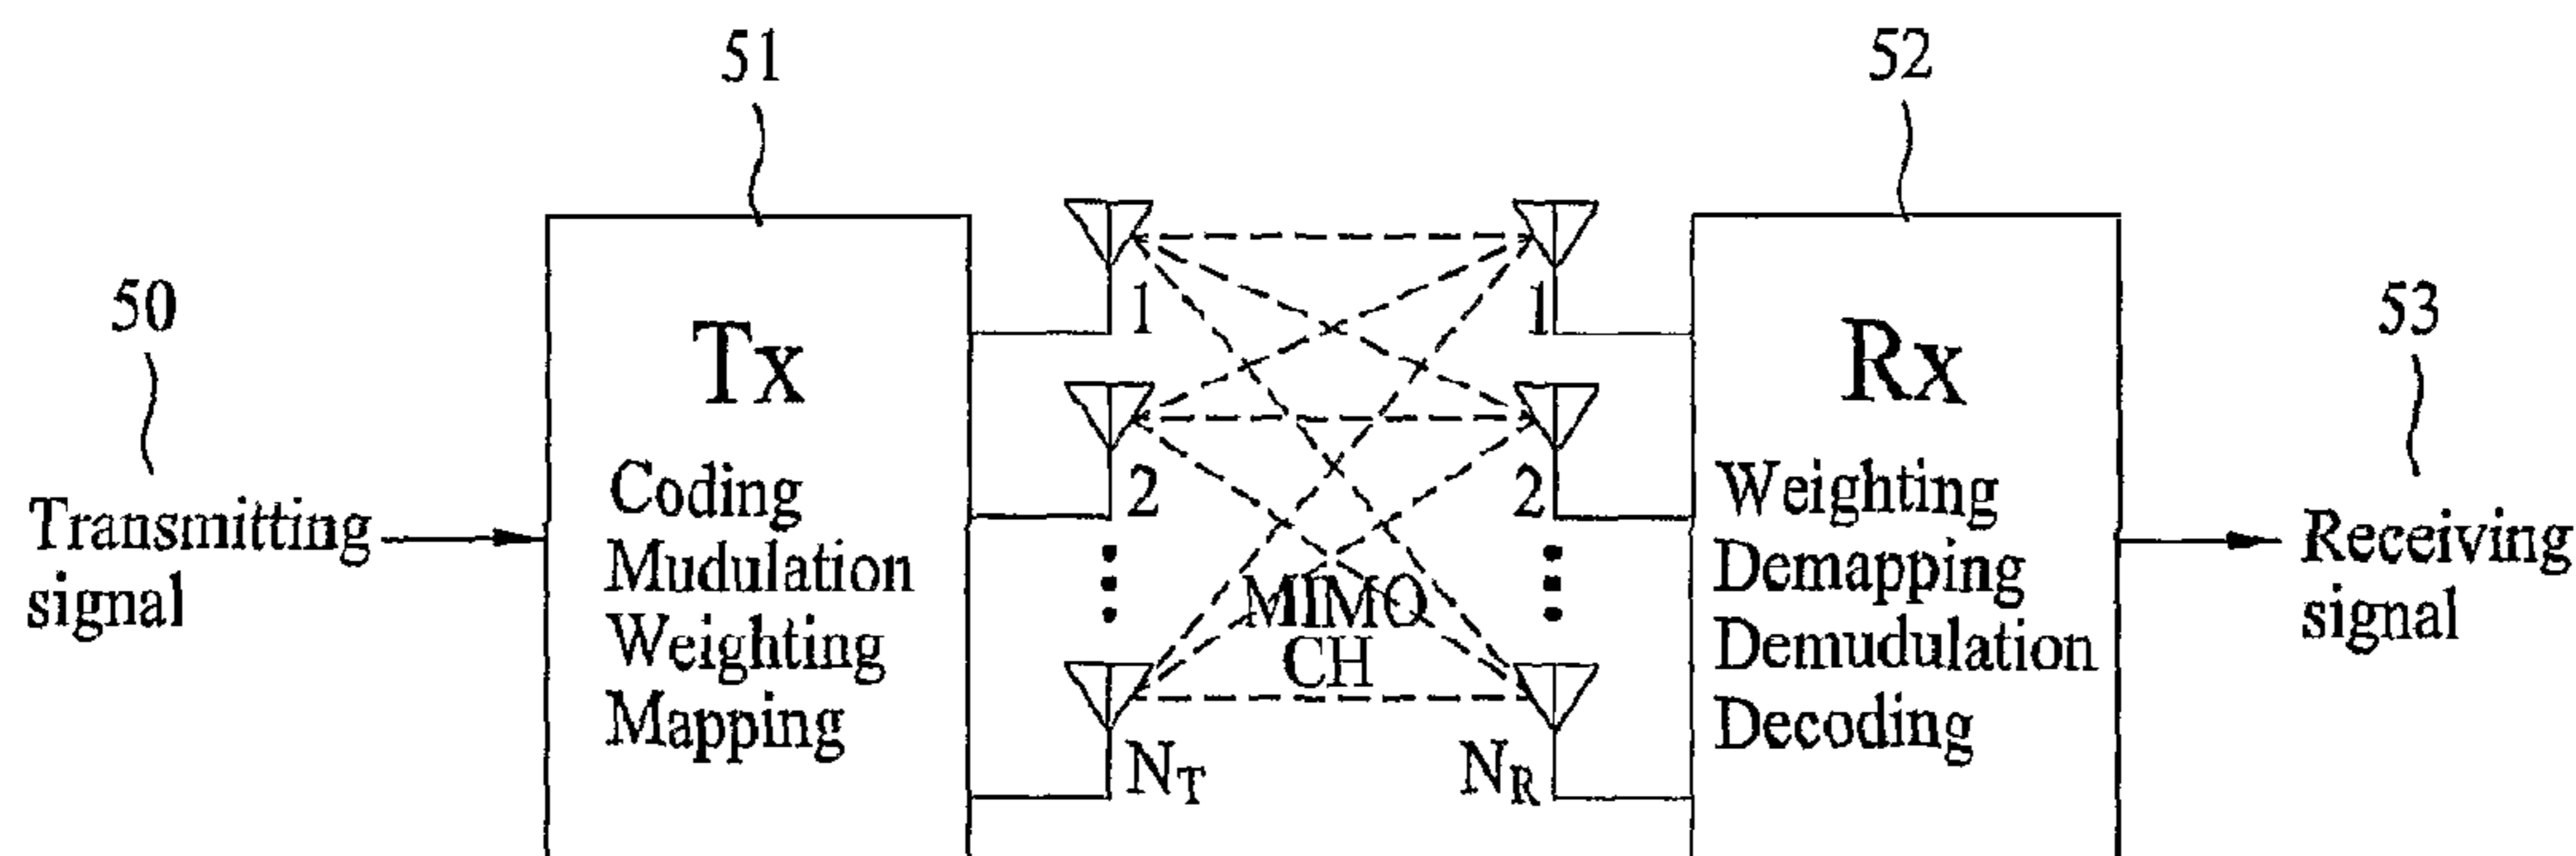 51
52
50
53
1
1
Tx
Rx
2
2
Coding
Mudulation
Weighting
Mapping
Weighting
Demapping
Demudulation
Decoding
Transmitting
signal
Receiving
signal
MIMO
CH
N_T
N_R